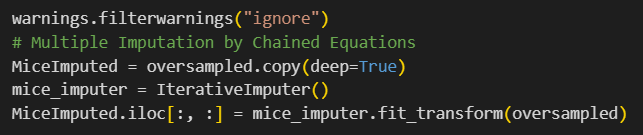 warnings.filterwarnings("ignore")
# Multiple Imputation by Chained Equations
MiceImputed = oversampled.copy(deep=True)
mice_imputer = IterativeImputer()
MiceImputed.iloc[:, :] = mice_imputer.fit_transform(oversampled)